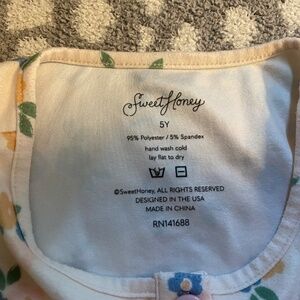 SweetHoney
5Y
95% Polyester / 5% Spandex
hand wash cold
lay flat to dry
©SweetHoney, ALL RIGHTS RESERVED
DESIGNED IN THE USA
MADE IN CHINA
RN141688